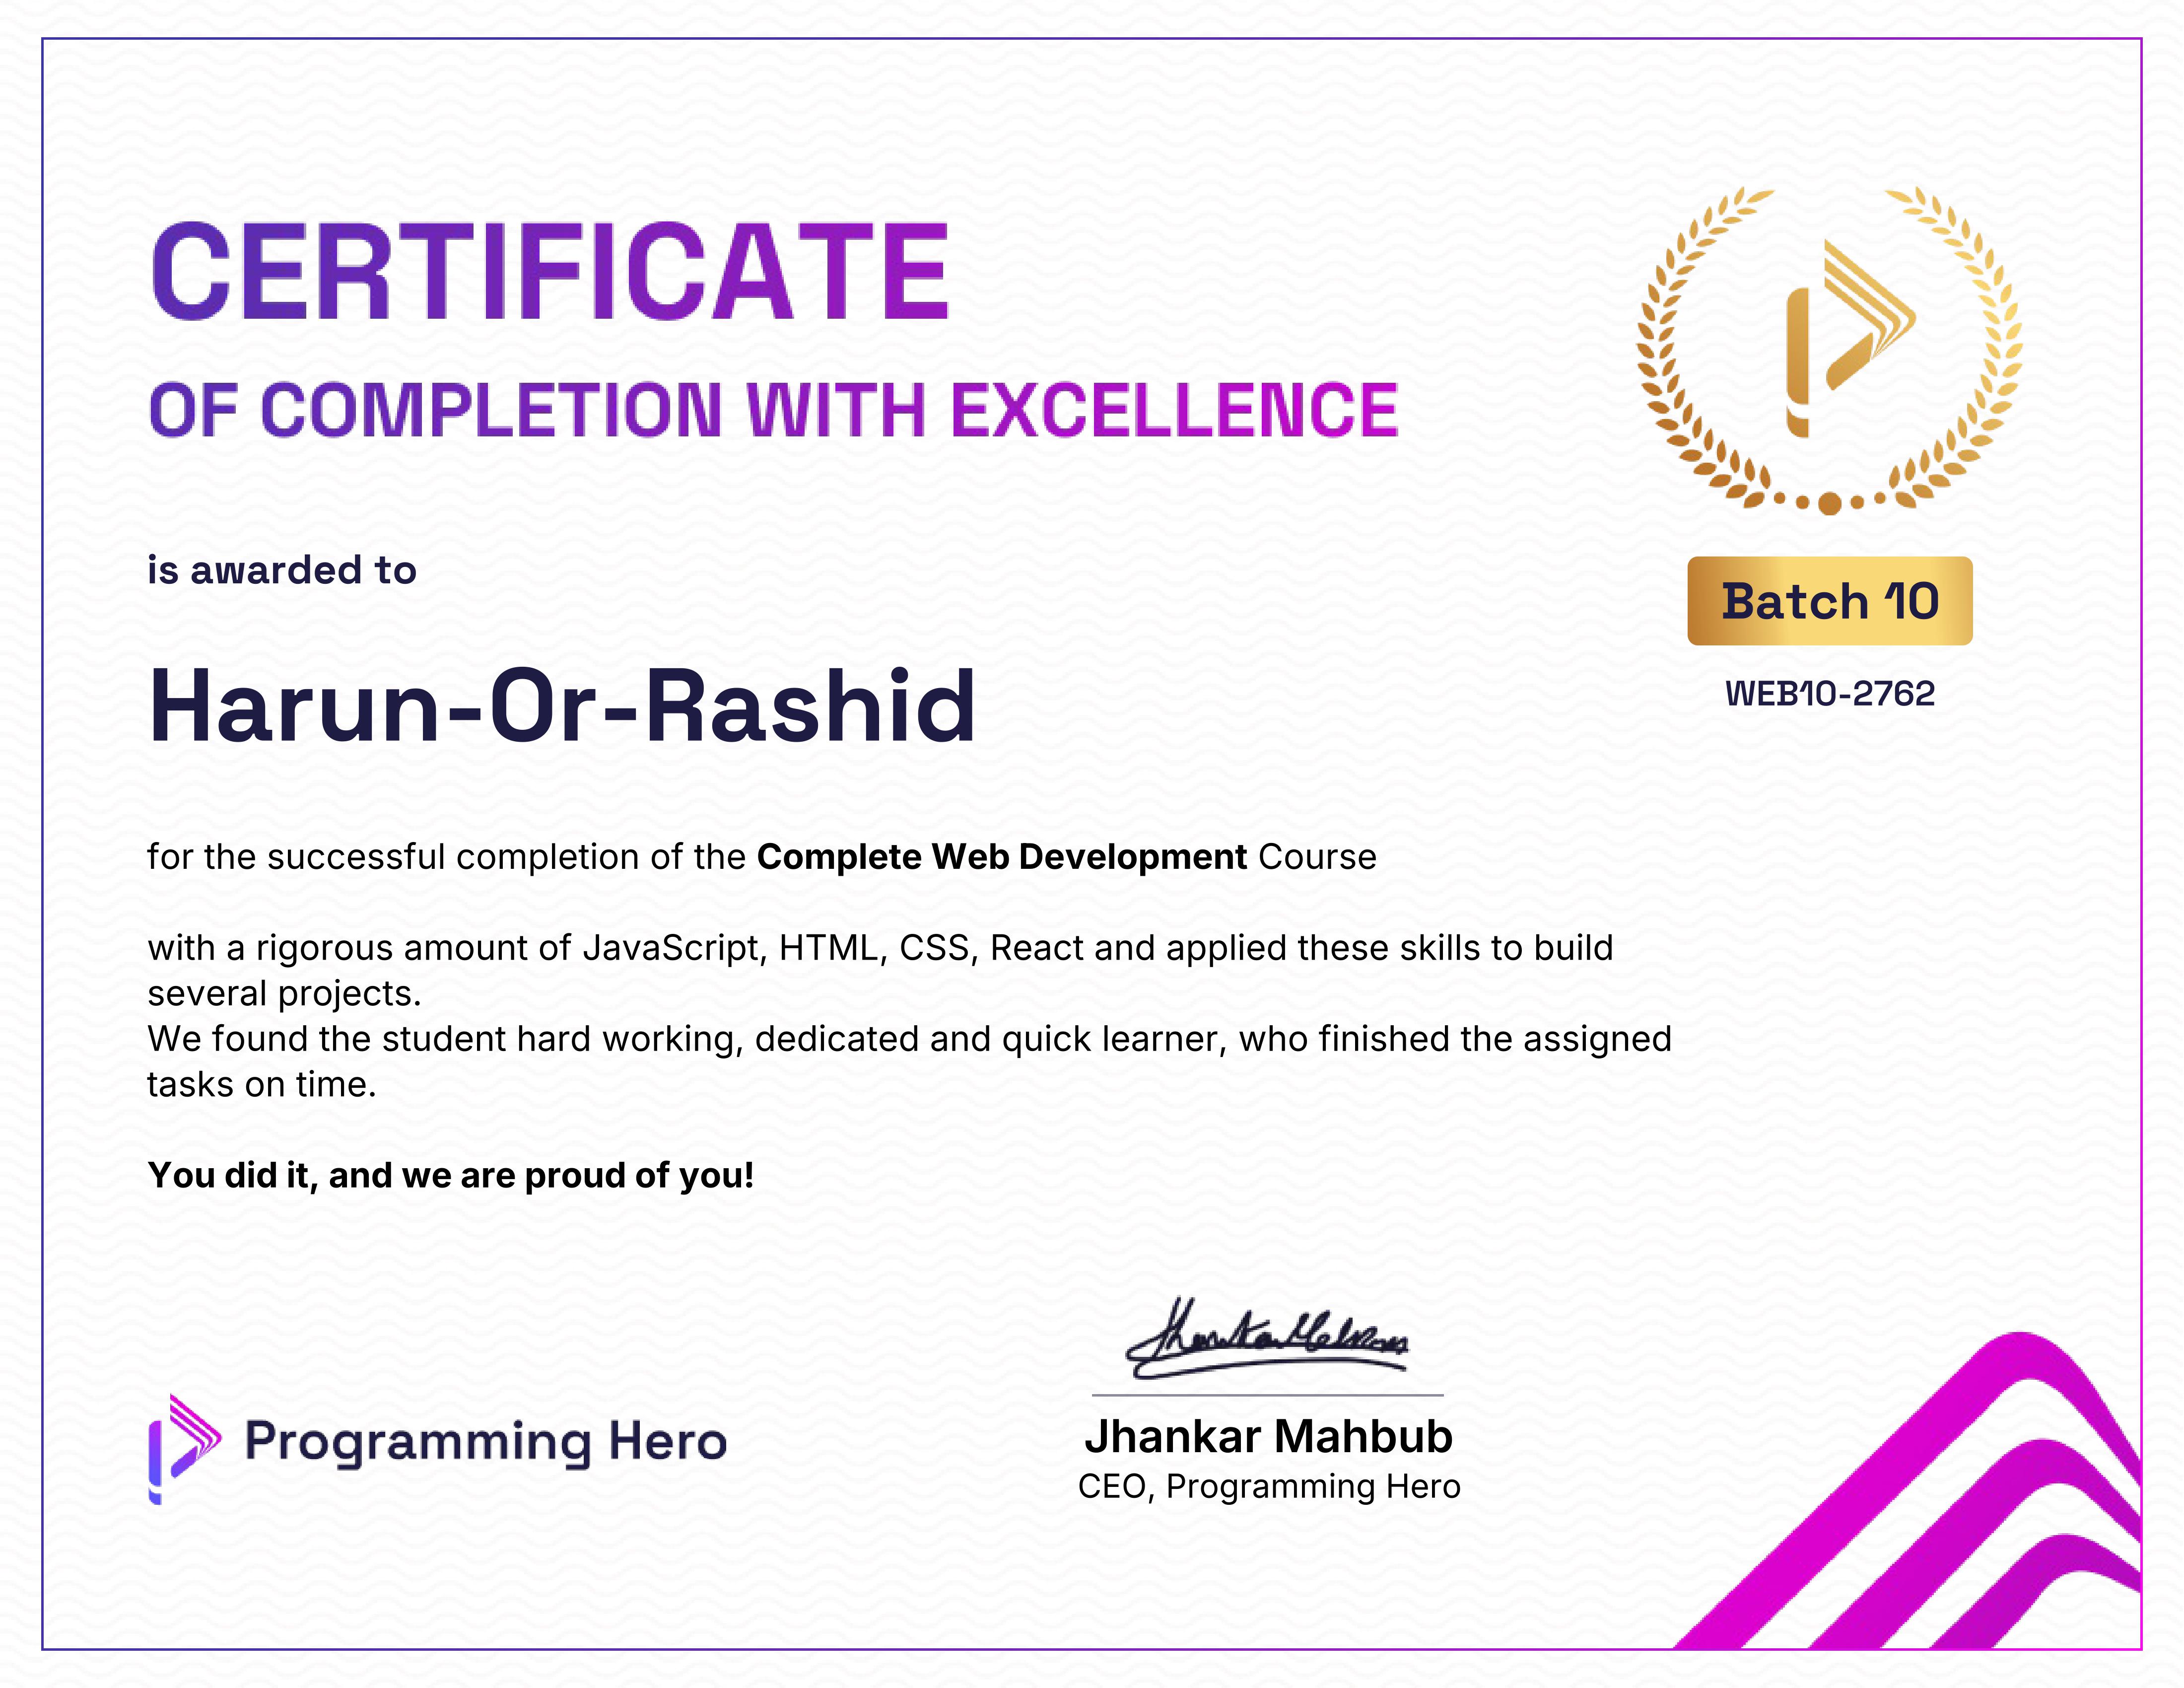 CERTIFICATE
OF COMPLETION WITH EXCELLENCE
is awarded to
Harun-Or-Rashid
Batch 10
WEB10-2762
for the successful completion of the Complete Web Development Course
with a rigorous amount of JavaScript, HTML, CSS, React and applied these skills to build
several projects.
We found the student hard working, dedicated and quick learner, who finished the assigned
tasks on time.
You did it, and we are proud of you!
Programming Hero
Jhankar Mahbub
Jhankar Mahbub
CEO, Programming Hero